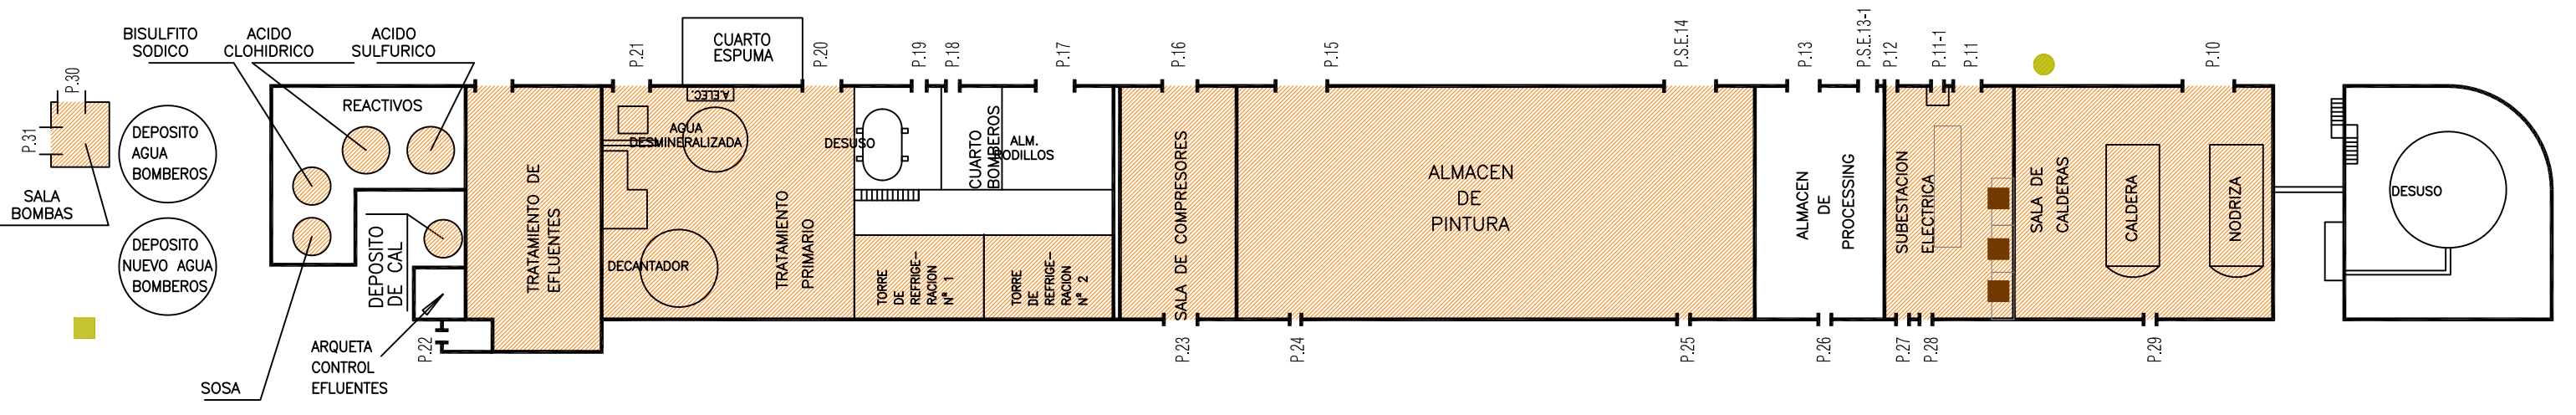 BISULFITO
SODICO
ACIDO
CLOHIDRICO
ACIDO
SULFURICO
P.21
CUARTO
ESPUMA
P.20
P.19
P.18
P.17
P.16
P.15
P.S.E.14
P.13
P.S.E.13-1
P.12
P.11-1
P.11
P.10
P.30
P.31
SALA
BOMBAS
DEPOSITO
AGUA
BOMBEROS
DEPOSITO
NUEVO AGUA
BOMBEROS
REACTIVOS
DEPOSITO
DE CAL
TRATAMIENTO DE
EFLUENTES
A.ELEC.
AGUA
DESMINERALIZADA
DECANTADOR
TRATAMIENTO
PRIMARIO
DESUSO
CUARTO
BOMBEROS
ALM.
RODILLOS
TORRE
DE
REFRIGE-
RACION
Nº 1
TORRE
DE
REFRIGE-
RACION
Nº 2
SALA DE COMPRESORES
ALMACEN
DE
PINTURA
ALMACEN
DE
PROCESSING
SUBESTACION
ELECTRICA
SALA DE
CALDERAS
CALDERA
NODRIZA
DESUSO
SOSA
ARQUETA
CONTROL
EFLUENTES
P.22
P.23
P.24
P.25
P.26
P.27
P.28
P.29